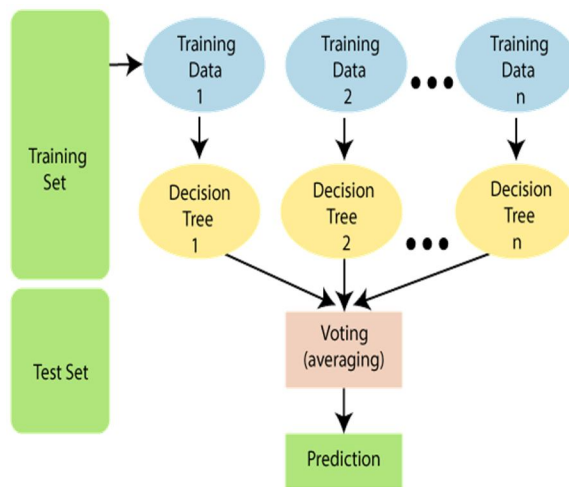 Training
Set
Test Set
Training
Data
1
Training
Data
2
Training
Data
n
Decision
Tree
1
Decision
Tree
2
Decision
Tree
n
Voting
(averaging)
Prediction